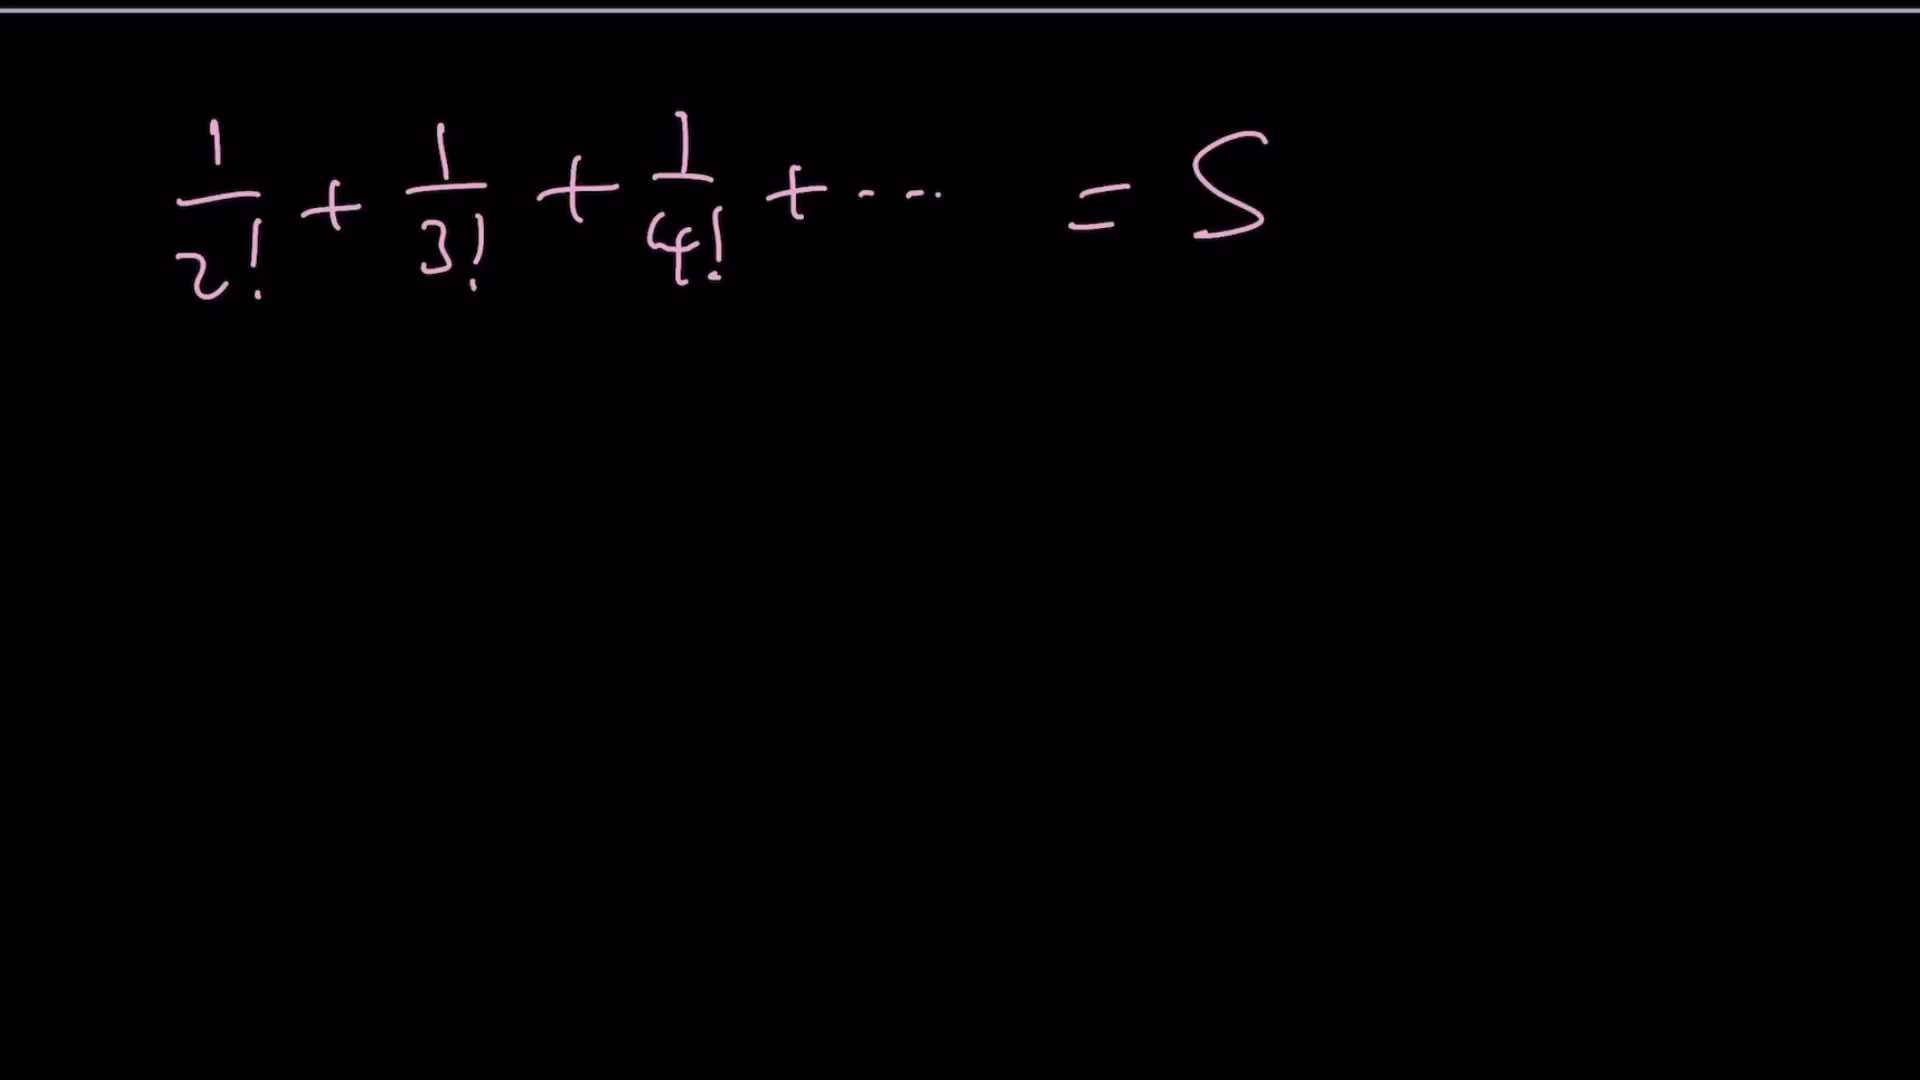 1/2! + 1/3! + 1/4! + ... = S